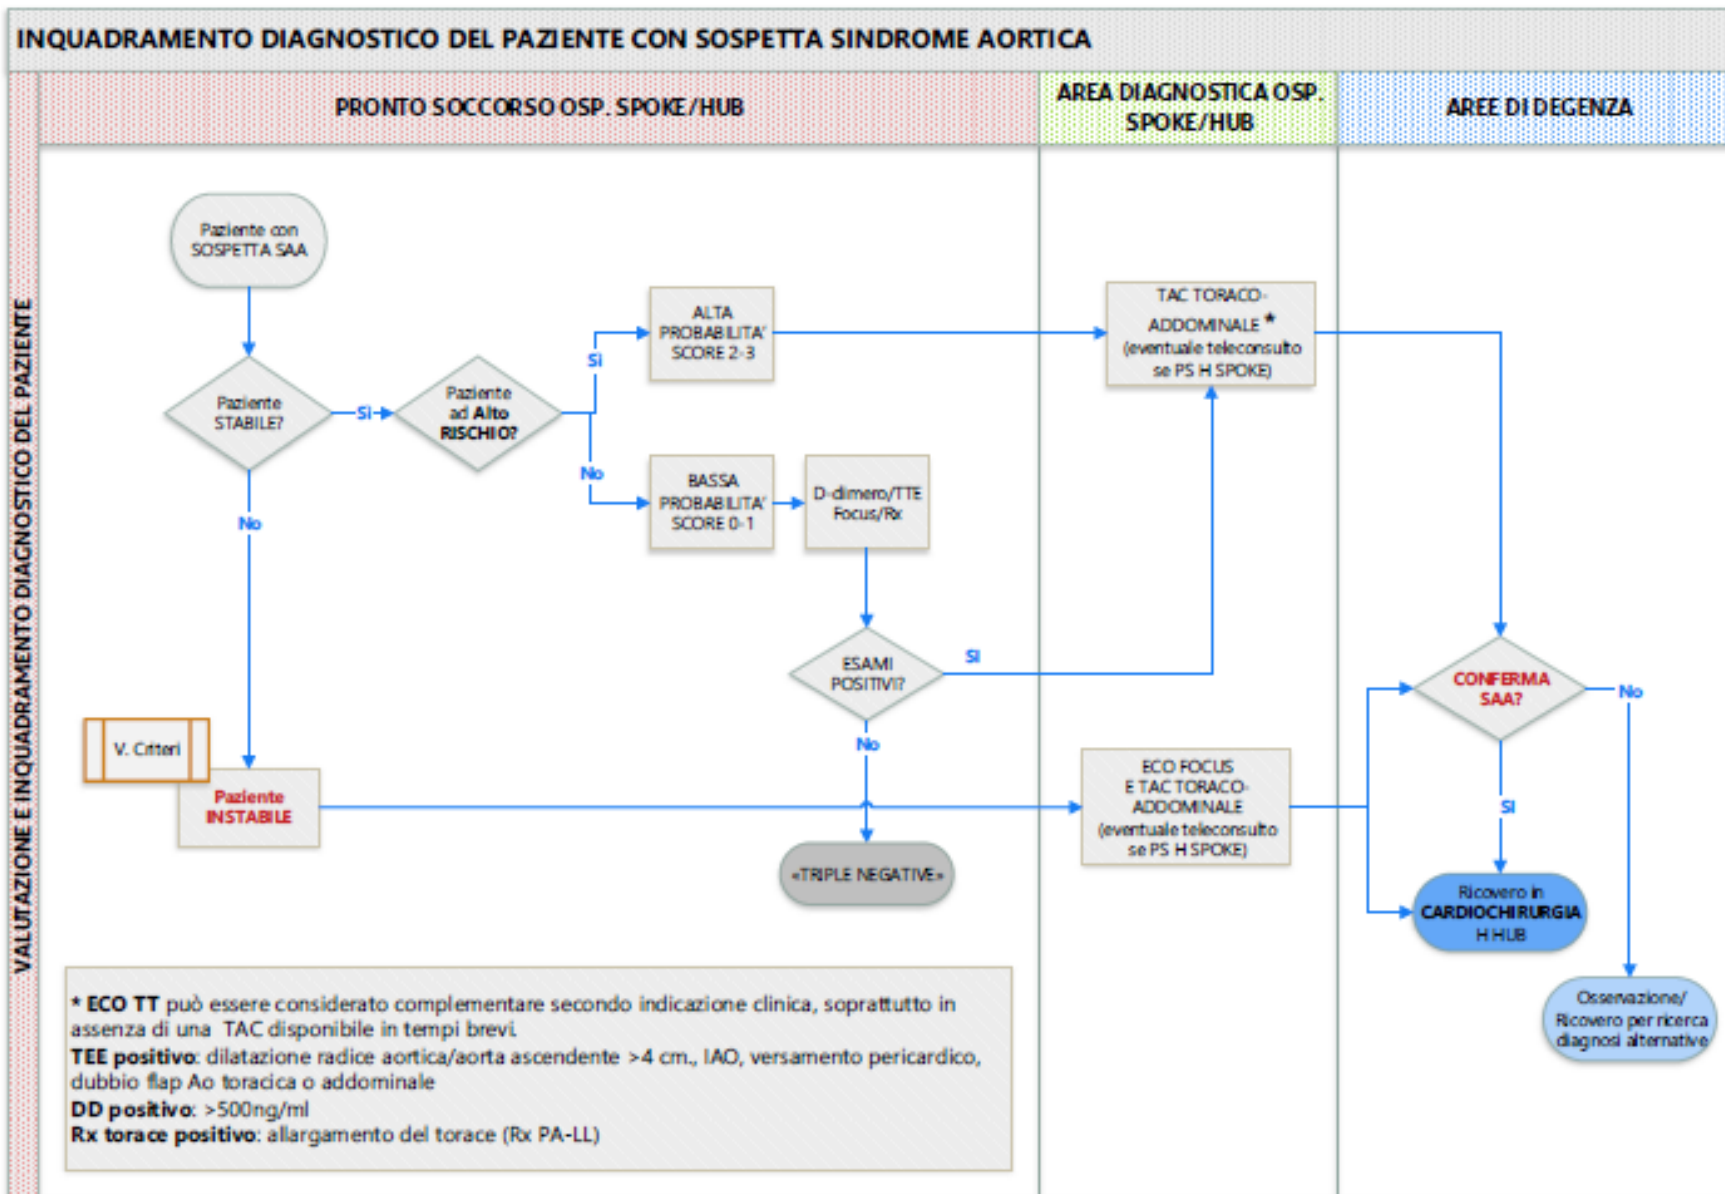 INQUADRAMENTO DIAGNOSTICO DEL PAZIENTE CON SOSPETTA SINDROME AORTICA
VALUTAZIONE E INQUADRAMENTO DIAGNOSTICO DEL PAZIENTE
PRONTO SOCCORSO OSP. SPOKE/HUB
AREA DIAGNOSTICA OSP.
SPOKE/HUB
AREE DI DEGENZA
Paziente con
SOSPETTA SAA
Paziente
STABILE?
Sì
No
Paziente
ad Alto
RISCHIO?
Sì
No
ALTA
PROBABILITA'
SCORE 2-3
BASSA
PROBABILITA'
SCORE 0-1
D-dimero/TTE
Focus/Rx
ESAMI
POSITIVI?
SI
No
«TRIPLE NEGATIVE»
V. Criteri
Paziente
INSTABILE
TAC TORACO-
ADDOMINALE *
(eventuale teleconsulto
se PS H SPOKE)
ECO FOCUS
E TAC TORACO-
ADDOMINALE
(eventuale teleconsulto
se PS H SPOKE)
CONFERMA
SAA?
No
SI
Ricovero in
CARDIOCHIRURGIA
H HUB
Osservazione/
Ricovero per ricerca
diagnosi alternative
* ECO TT può essere considerato complementare secondo indicazione clinica, soprattutto in
assenza di una TAC disponibile in tempi brevi.
TEE positivo: dilatazione radice aortica/aorta ascendente >4 cm., IAO, versamento pericardico,
dubbio flap Ao toracica o addominale
DD positivo: >500ng/ml
Rx torace positivo: allargamento del torace (Rx PA-LL)